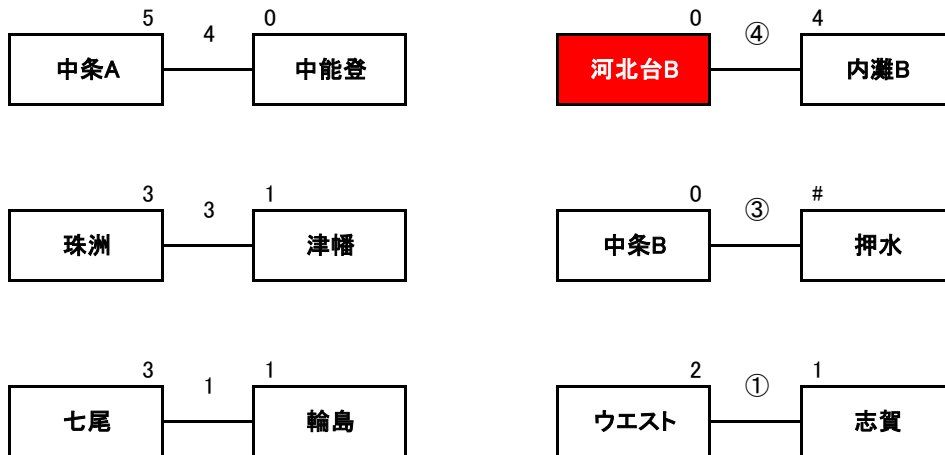 5 4 0 0 ④ 4
中条A 中能登 河北台B 内灘B
3 3 1 0 ③ #
珠洲 津幡 中条B 押水
3 1 1 2 ① 1
七尾 輪島 ウエスト 志賀